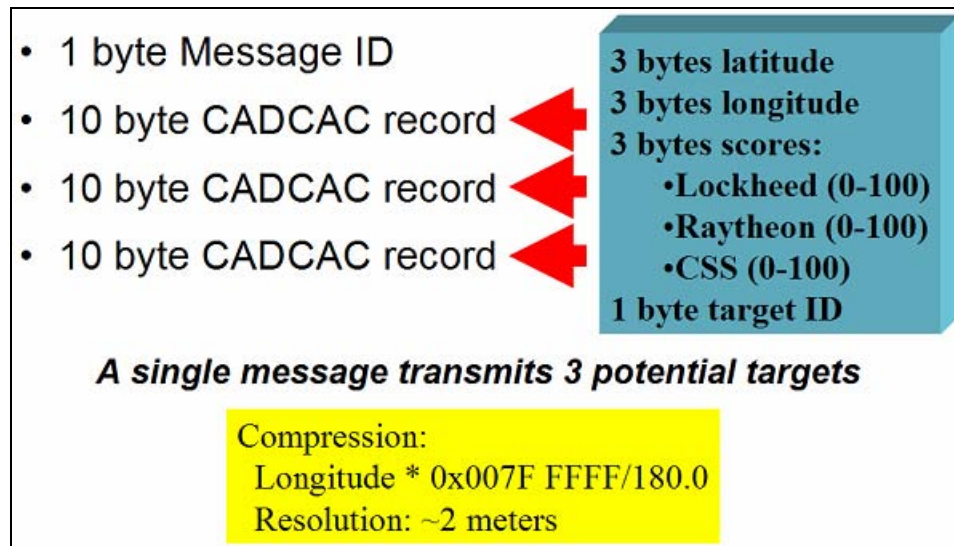 • 1 byte Message ID
• 10 byte CADCAC record
• 10 byte CADCAC record
• 10 byte CADCAC record
3 bytes latitude
3 bytes longitude
3 bytes scores:
•Lockheed (0-100)
•Raytheon (0-100)
•CSS (0-100)
1 byte target ID
A single message transmits 3 potential targets
Compression:
Longitude * 0x007F FFFF/180.0
Resolution: ~2 meters